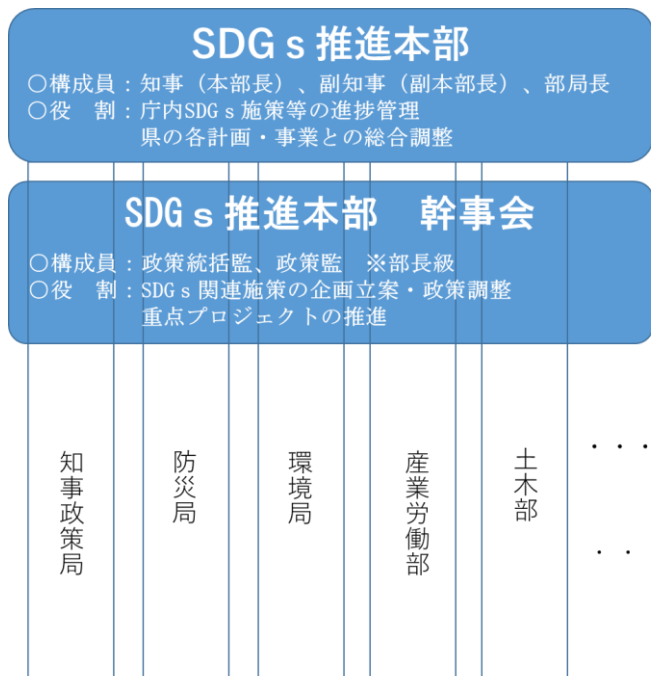 SDGｓ推進本部
○構成員：知事（本部長）、副知事（副本部長）、部局長
○役　割：庁内SDGｓ施策等の進捗管理
県の各計画・事業との総合調整
SDGｓ推進本部　幹事会
○構成員：政策統括監、政策監　※部長級
○役　割：SDGｓ関連施策の企画立案・政策調整
重点プロジェクトの推進
知事政策局
防災局
環境局
産業労働部
土木部
・・・
・・